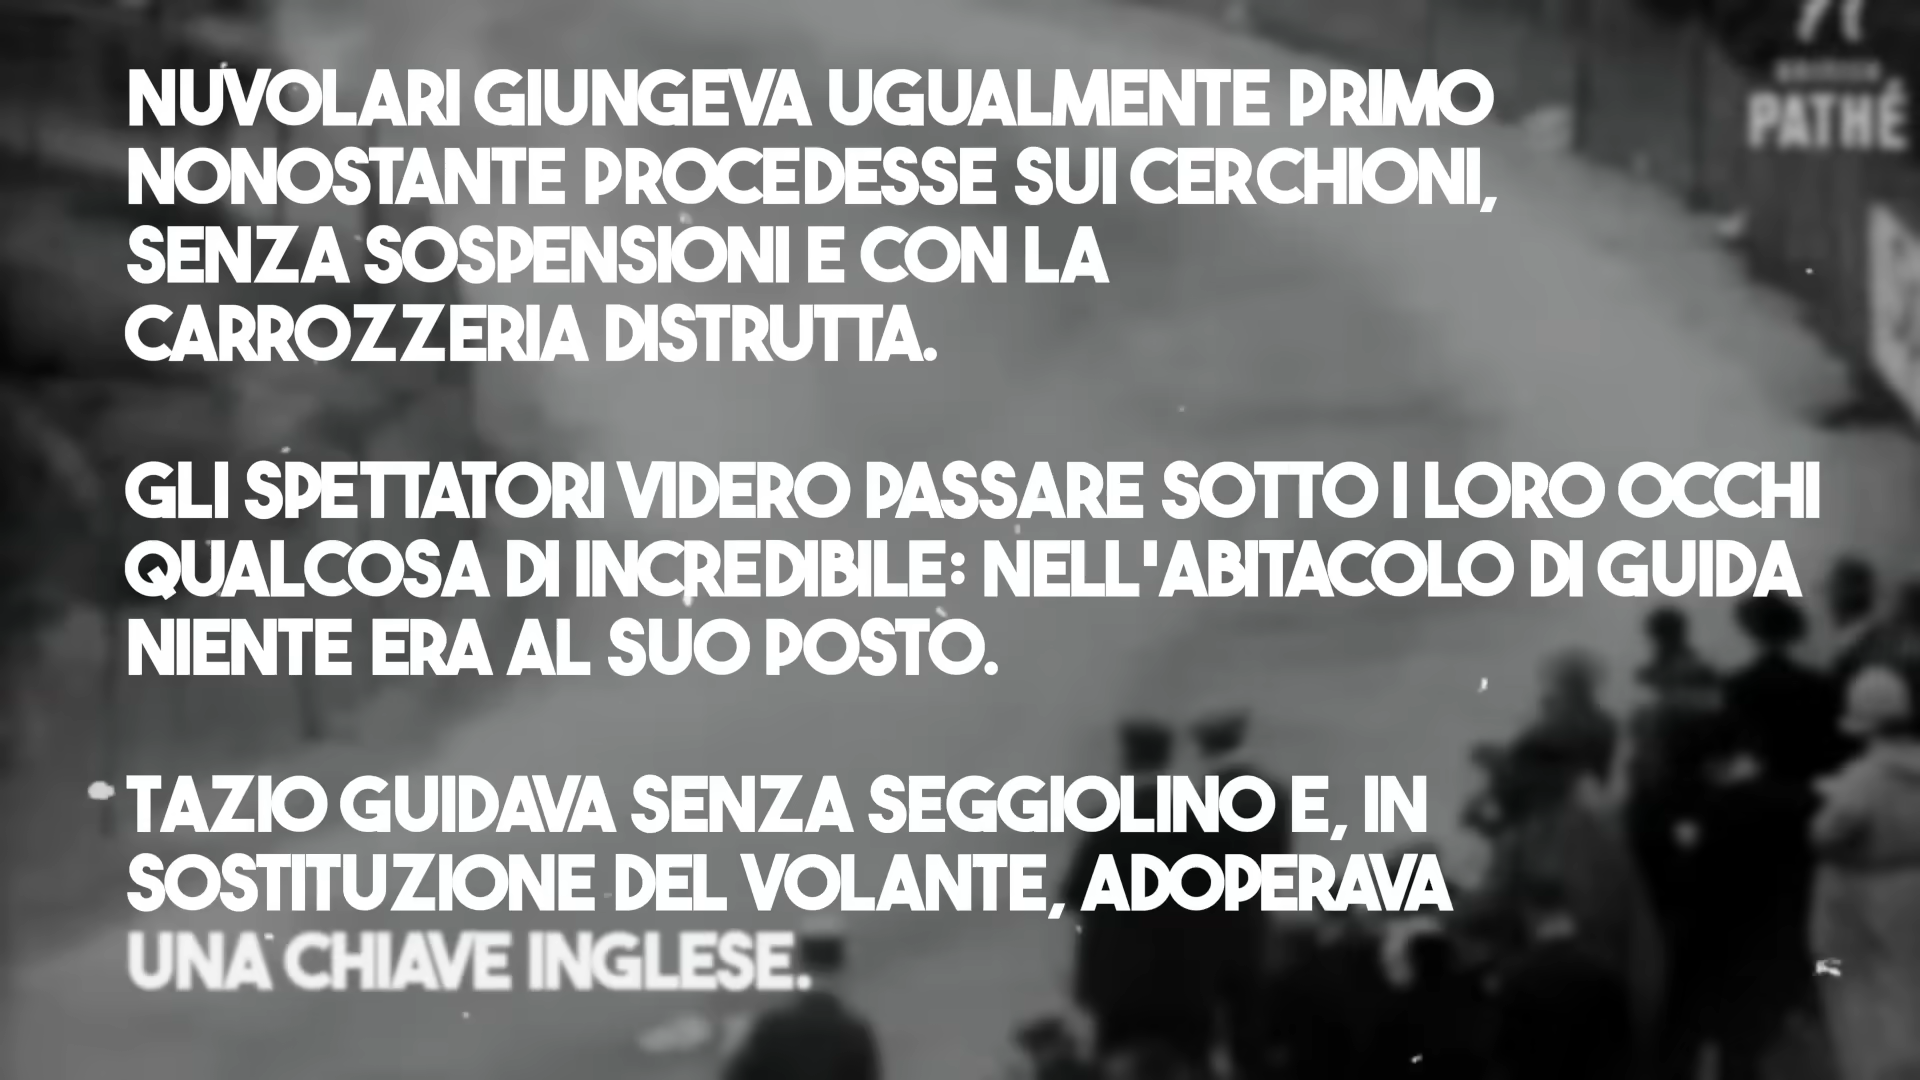 NUVOLARI GIUNGEVA UGUALMENTE PRIMO
NONOSTANTE PROCEDESSE SUI CERCHIONI,
SENZA SOSPENSIONI E CON LA
CARROZZERIA DISTRUTTA.
GLI SPETTATORI VIDERO PASSARE SOTTO I LORO OCCHI
QUALCOSA DI INCREDIBILE: NELL'ABITACOLO DI GUIDA
NIENTE ERA AL SUO POSTO.
TAZIO GUIDAVA SENZA SEGGIOLINO E, IN
SOSTITUZIONE DEL VOLANTE, ADOPERAVA
UNA CHIAVE INGLESE.
BRITISH
PATHÉ